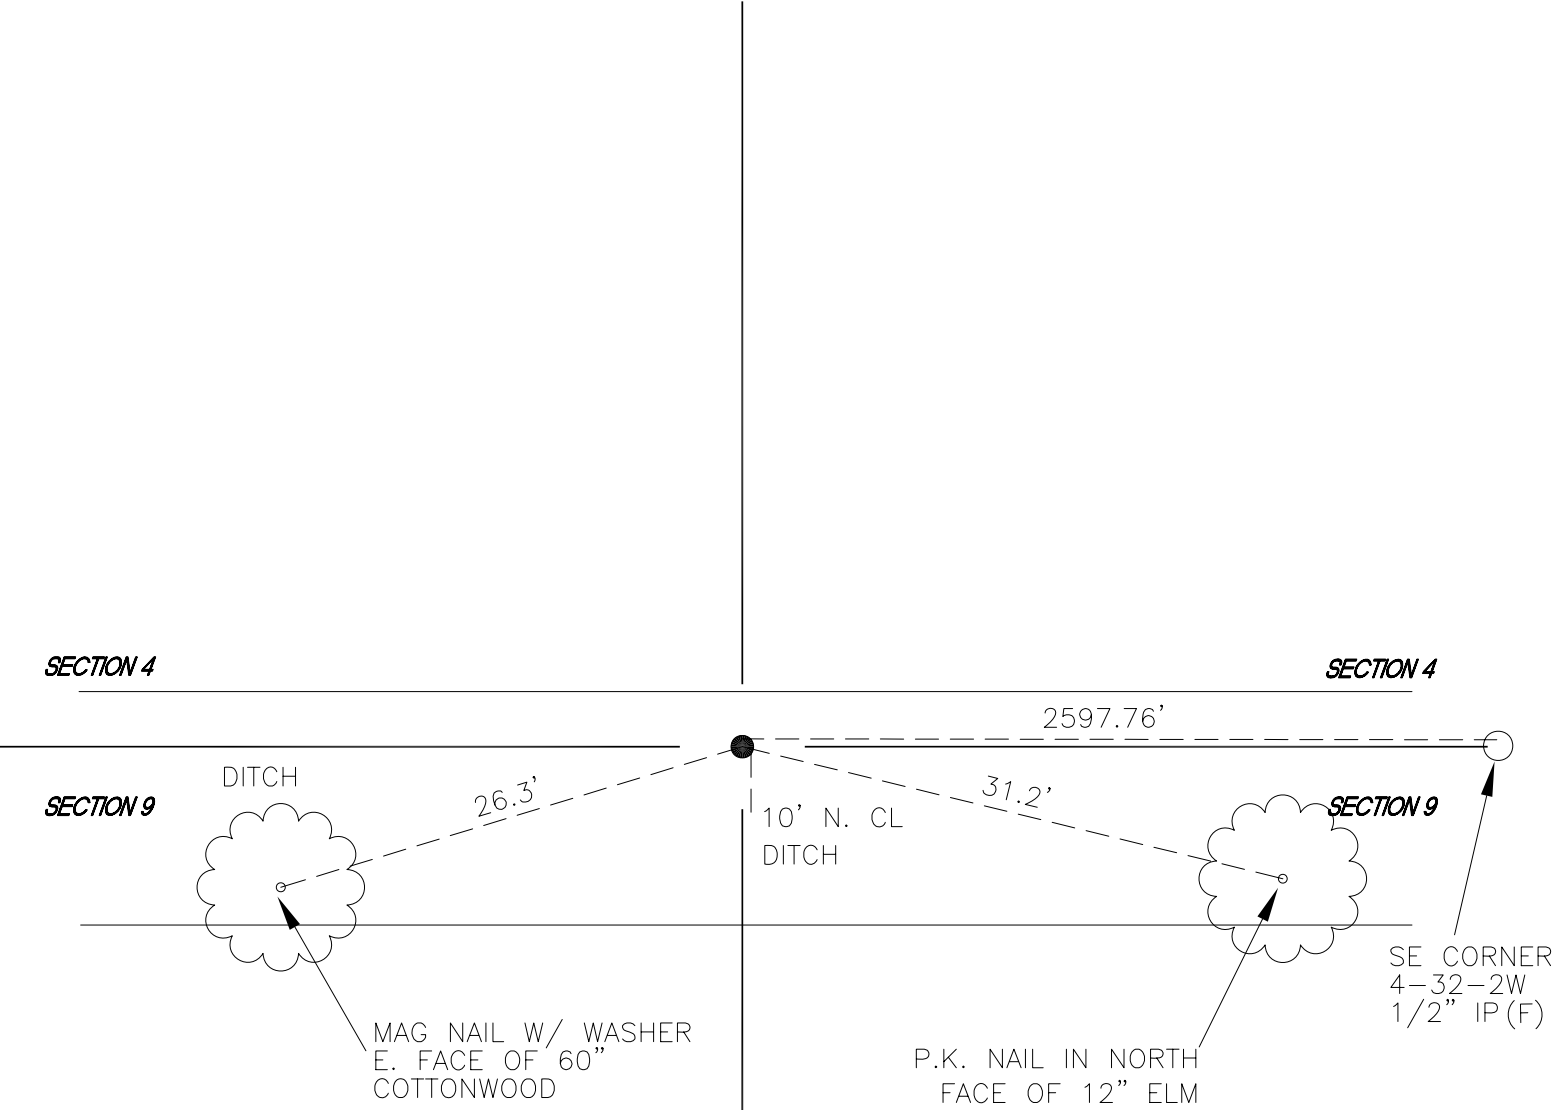 SECTION 4
SECTION 4
2597.76’
DITCH
26.3’
31.2’
SECTION 9
SECTION 9
10’ N. CL
DITCH
SE CORNER
4-32-2W
1/2” IP (F)
MAG NAIL W/ WASHER
E. FACE OF 60”
COTTONWOOD
P.K. NAIL IN NORTH
FACE OF 12” ELM